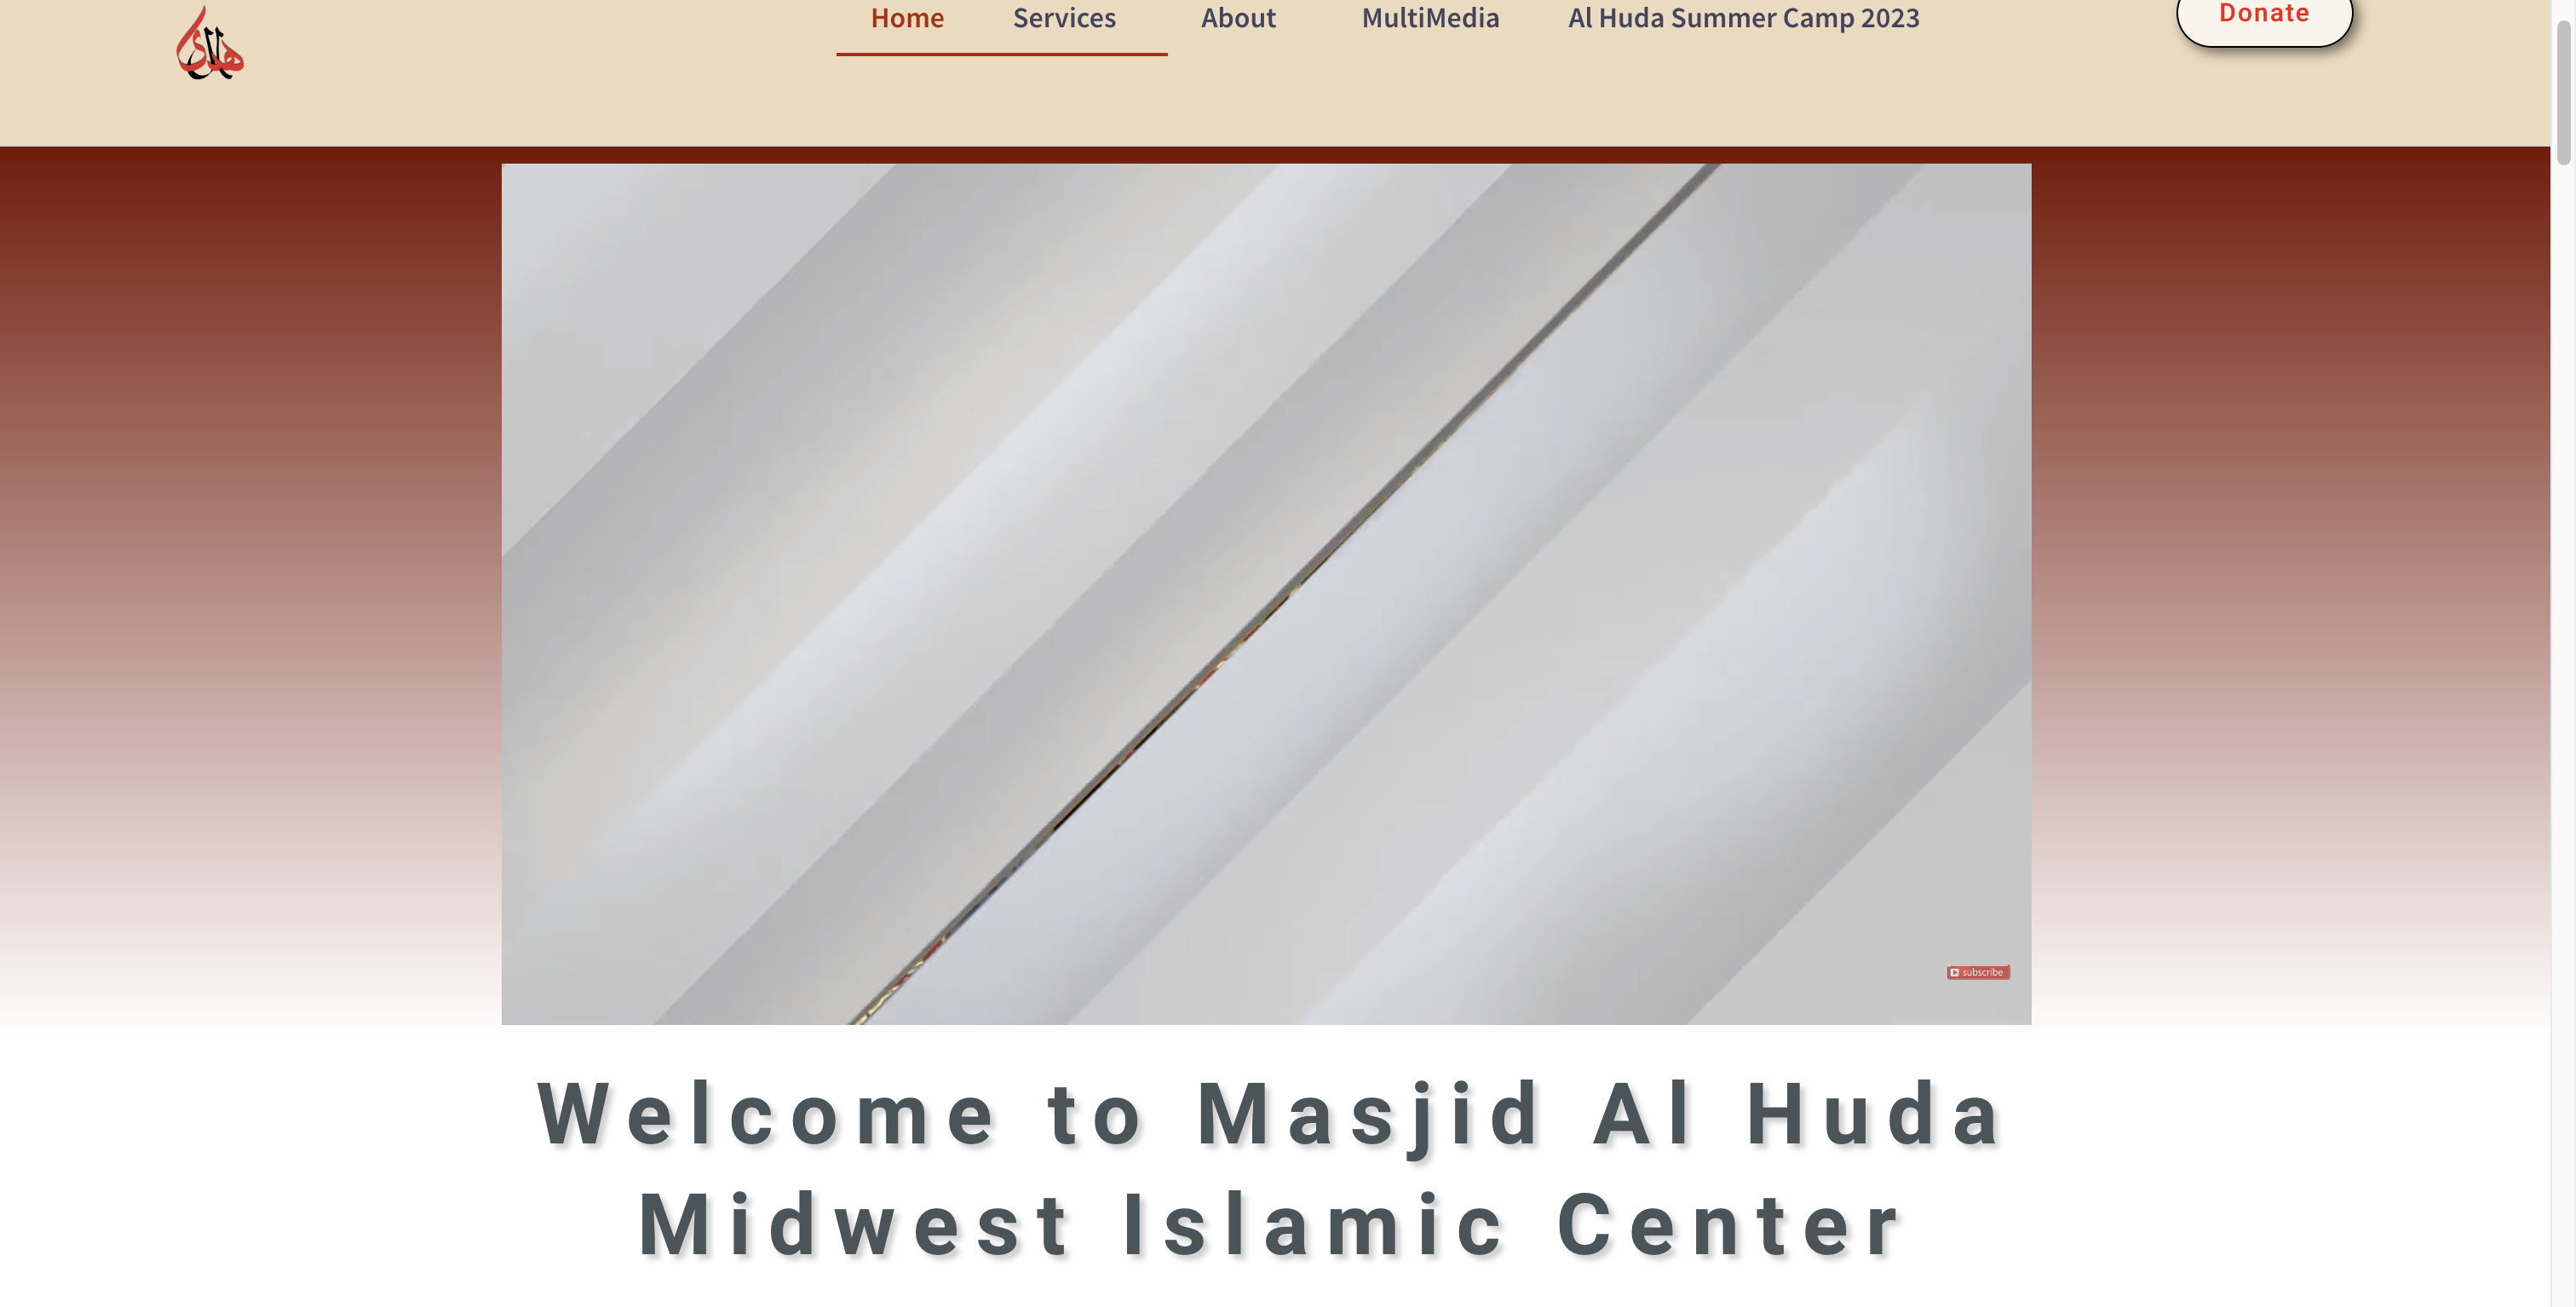 هدى
Home Services About MultiMedia Al Huda Summer Camp 2023
Donate
subscribe
Welcome to Masjid Al Huda
Midwest Islamic Center